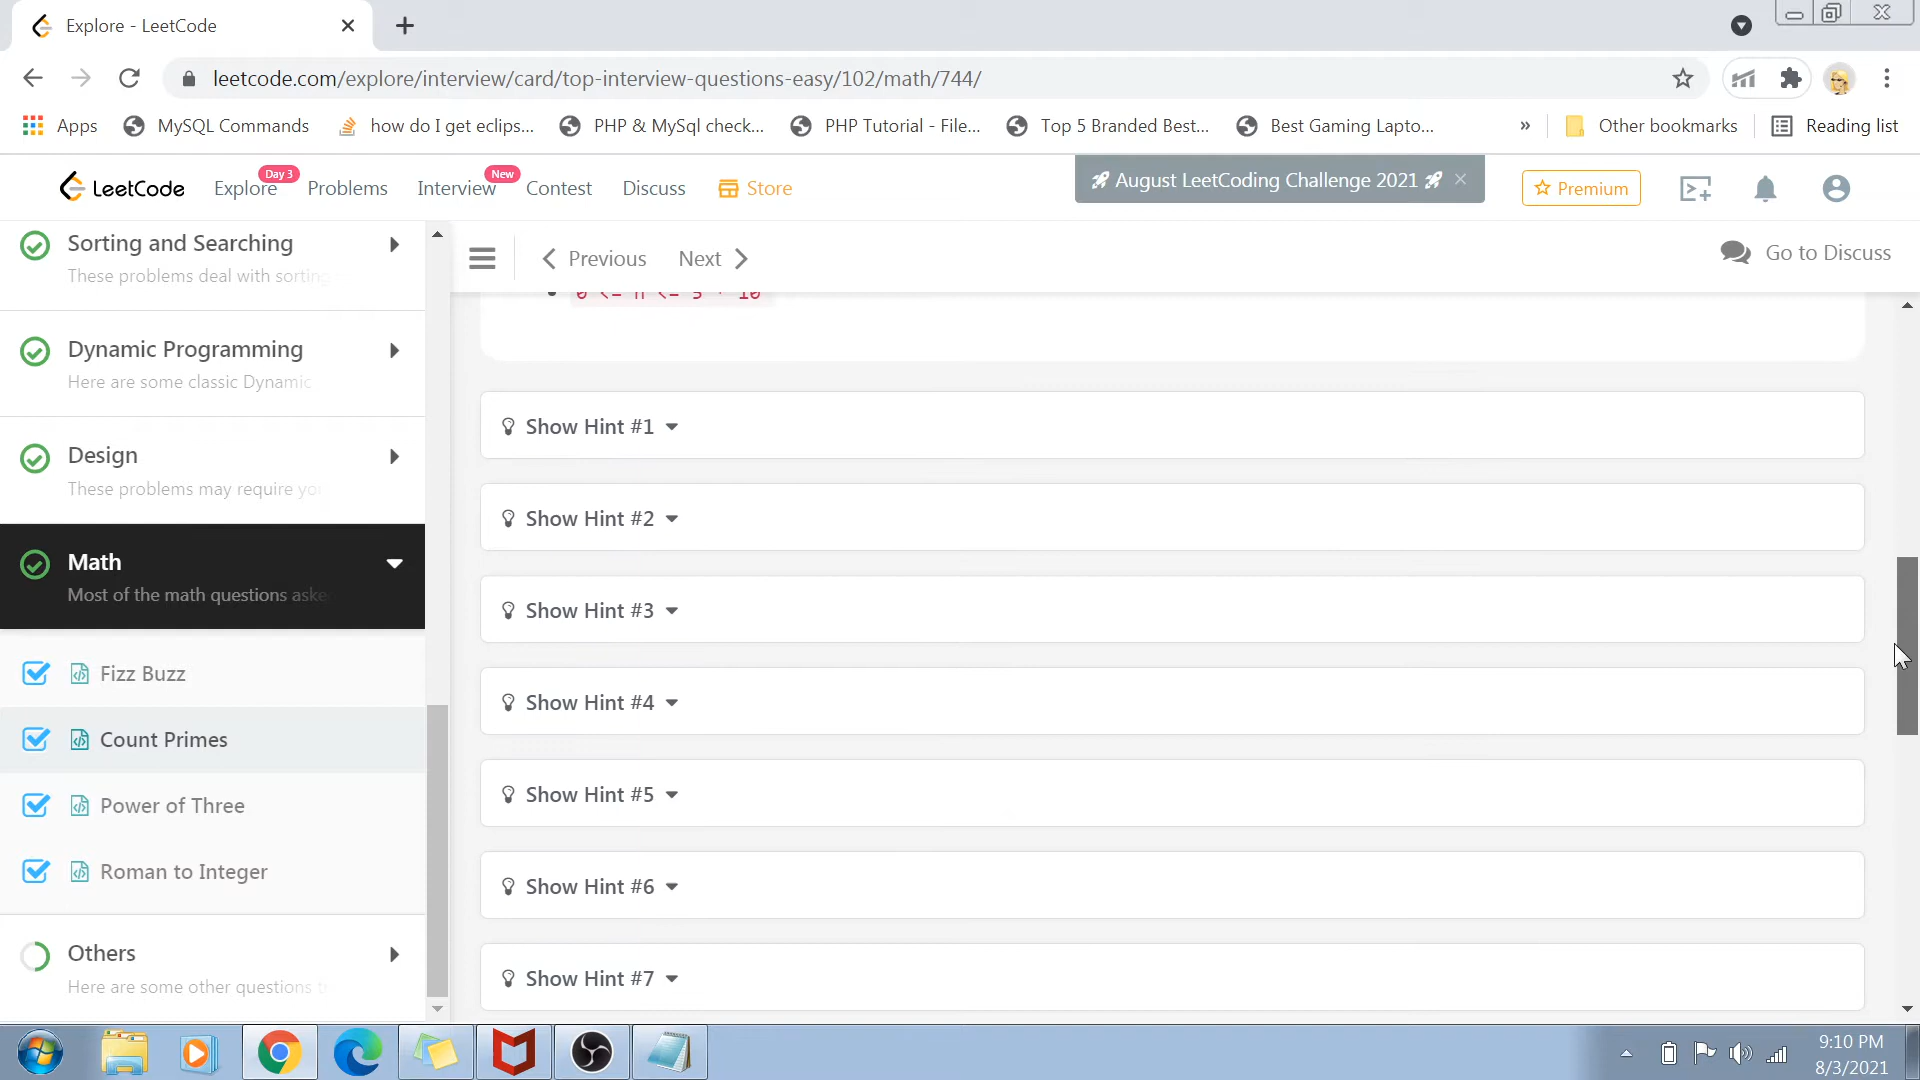 Explore - LeetCode
leetcode.com/explore/interview/card/top-interview-questions-easy/102/math/744/
Apps MySQL Commands how do I get eclips... PHP & MySql check... PHP Tutorial - File... Top 5 Branded Best... Best Gaming Lapto... » Other bookmarks Reading list
LeetCode Explore Day 3 Problems Interview New Contest Discuss Store August LeetCoding Challenge 2021 Premium
Previous Next Go to Discuss
Sorting and Searching
These problems deal with sorting
Dynamic Programming
Here are some classic Dynamic
Design
These problems may require you
Math
Most of the math questions aske
Fizz Buzz
Count Primes
Power of Three
Roman to Integer
Others
Here are some other questions
0 <= n <= 5 * 10
Show Hint #1
Show Hint #2
Show Hint #3
Show Hint #4
Show Hint #5
Show Hint #6
Show Hint #7
9:10 PM
8/3/2021